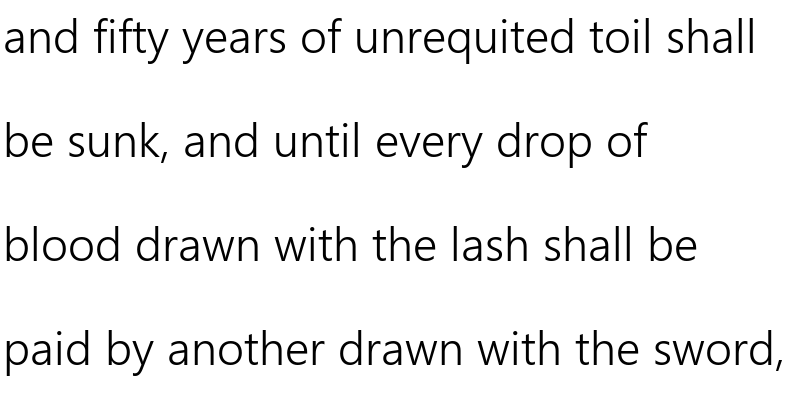 and fifty years of unrequited toil shall
be sunk, and until every drop of
blood drawn with the lash shall be
paid by another drawn with the sword,